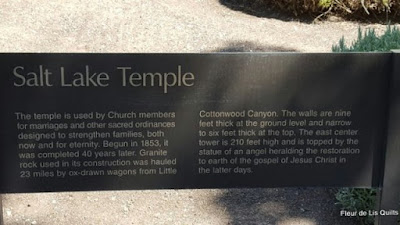 Fleur de Lis Quilts
Salt Lake Temple
The temple is used by Church members
for marriages and other sacred ordinances
designed to strengthen families, both
now and for eternity. Begun in 1853, it
was completed 40 years later. Granite
rock used in its construction was hauled
23 miles by ox-drawn wagons from Little
Cottonwood Canyon. The walls are nine
feet thick at the ground level and narrow
to six feet thick at the top. The east center
tower is 210 feet high and is topped by the
statue of an angel heralding the restoration
to earth of the gospel of Jesus Christ in
the latter days.
Fleur de Lis Quilts